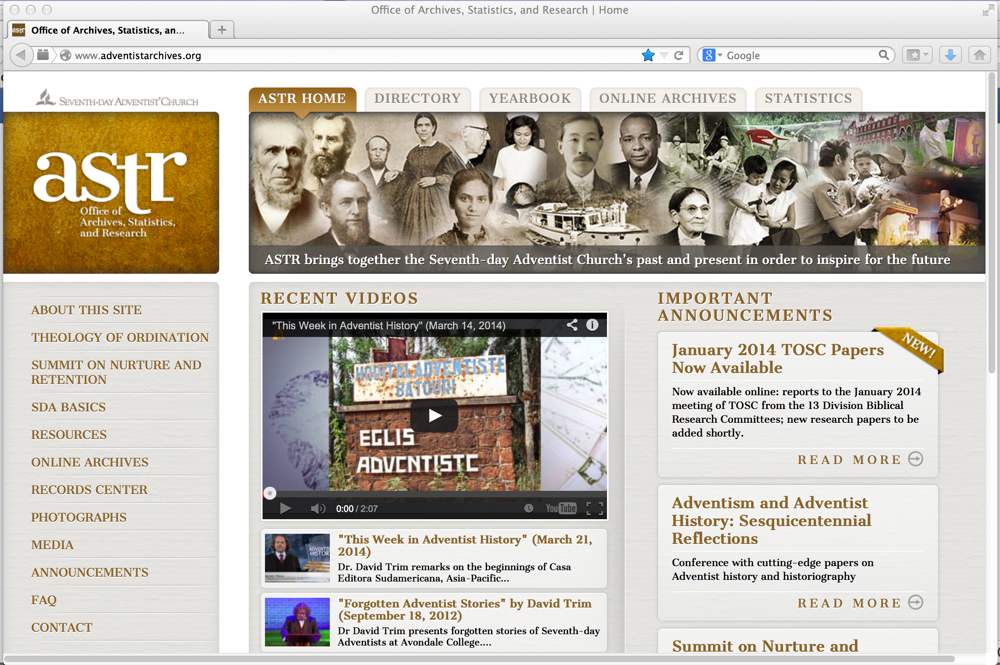 Office of Archives, Statistics, and Research | Home
Office of Archives, Statistics, an...
www.adventistarchives.org
Google
SEVENTH-DAY ADVENTIST® CHURCH
ASTR HOME
DIRECTORY
YEARBOOK
ONLINE ARCHIVES
STATISTICS
astr
Office of
Archives, Statistics,
and Research
ASTR brings together the Seventh-day Adventist Church's past and present in order to inspire for the future
ABOUT THIS SITE
THEOLOGY OF ORDINATION
SUMMIT ON NURTURE AND
RETENTION
SDA BASICS
RESOURCES
ONLINE ARCHIVES
RECORDS CENTER
PHOTOGRAPHS
MEDIA
ANNOUNCEMENTS
FAQ
CONTACT
RECENT VIDEOS
"This Week in Adventist History" (March 14, 2014)
HOPITAL ADVENTISTE
BATOURI
EGLIS
ADVENTISTE
0:00 / 2:07
YouTube
"This Week in Adventist History" (March 21,
2014)
Dr. David Trim remarks on the beginnings of Casa
Editora Sudamericana, Asia-Pacific...
"Forgotten Adventist Stories" by David Trim
(September 18, 2012)
Dr David Trim presents forgotten stories of Seventh-day
Adventists at Avondale College....
IMPORTANT
ANNOUNCEMENTS
NEW!
January 2014 TOSC Papers
Now Available
Now available online: reports to the January 2014
meeting of TOSC from the 13 Division Biblical
Research Committees; new research papers to be
added shortly.
READ MORE
Adventism and Adventist
History: Sesquicentennial
Reflections
Conference with cutting-edge papers on
Adventist history and historiography
READ MORE
Summit on Nurture and